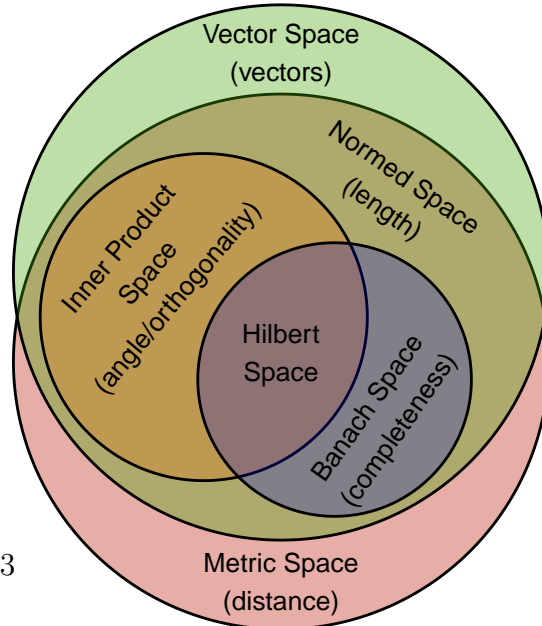 Vector Space
(vectors)
Normed Space
(length)
Inner Product
Space
(angle/orthogonality)
Hilbert
Space
Banach Space
(completeness)
3
Metric Space
(distance)